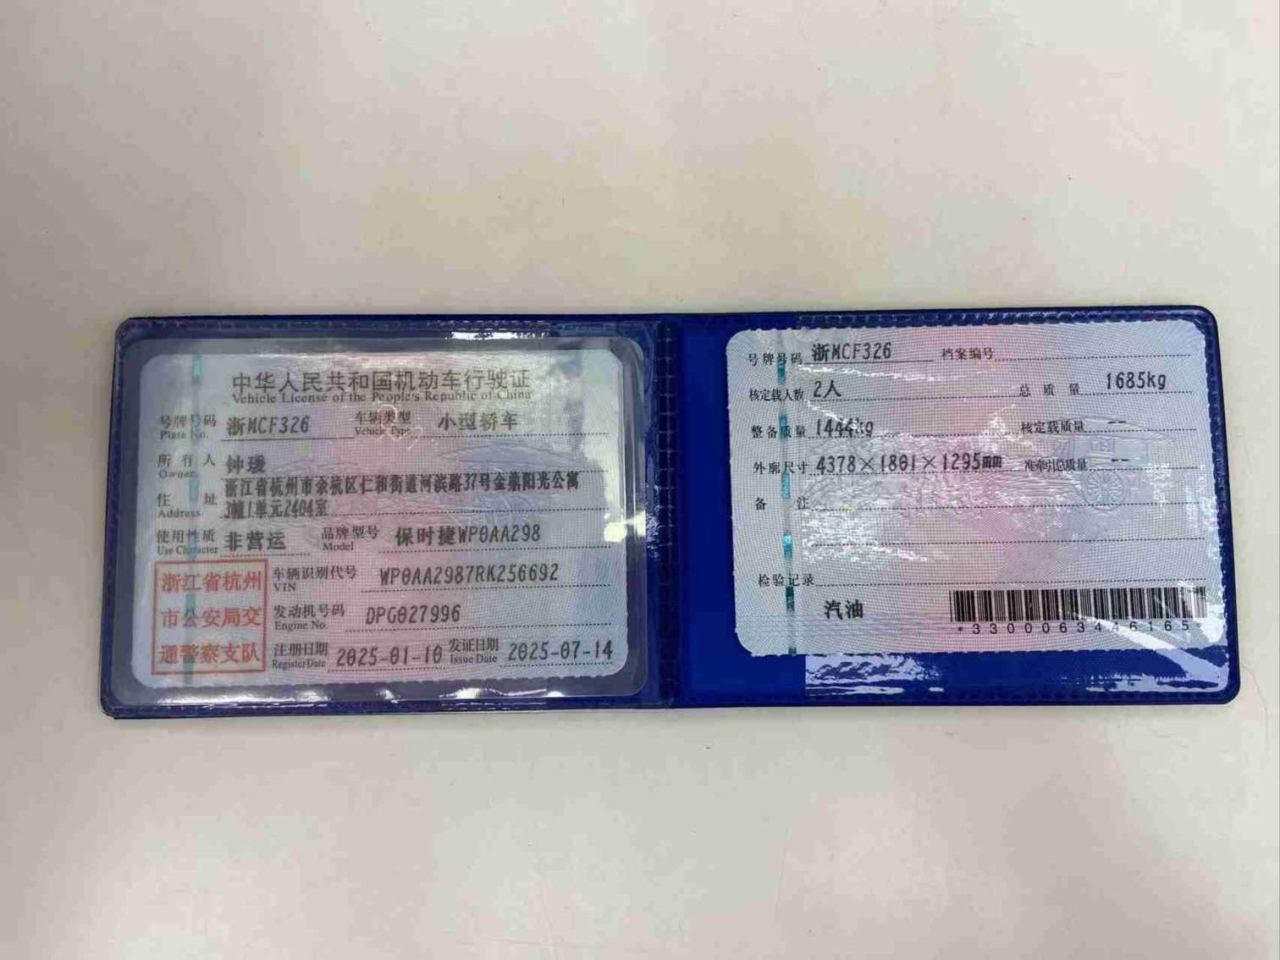 中华人民共和国机动车行驶证
Vehicle License of the People's Republic of China
号牌号码 浙MCF326 车辆类型 小型轿车
Plate No. Vehicle Type
所有人 钟瑗
Owner
住址 浙江省杭州市余杭区仁和街道河滨路37号金鼎阳光公寓
Address 3幢1单元2404室
使用性质 非营运 品牌型号 保时捷WP0AA298
Use Character Model
浙江省杭州
市公安局交
通警察支队
车辆识别代号 WP0AA2987RK256692
VIN
发动机号码 DPG027996
Engine No.
注册日期 2025-01-10 发证日期 2025-07-14
Register Date Issue Date
号牌号码 浙MCF326 档案编号
核定载人数 2人 总质量 1685kg
整备质量 1444kg 核定载质量 --
外廓尺寸 4378×1801×1295mm 准牵引总质量
备注
检验记录
汽油
*3300063446165